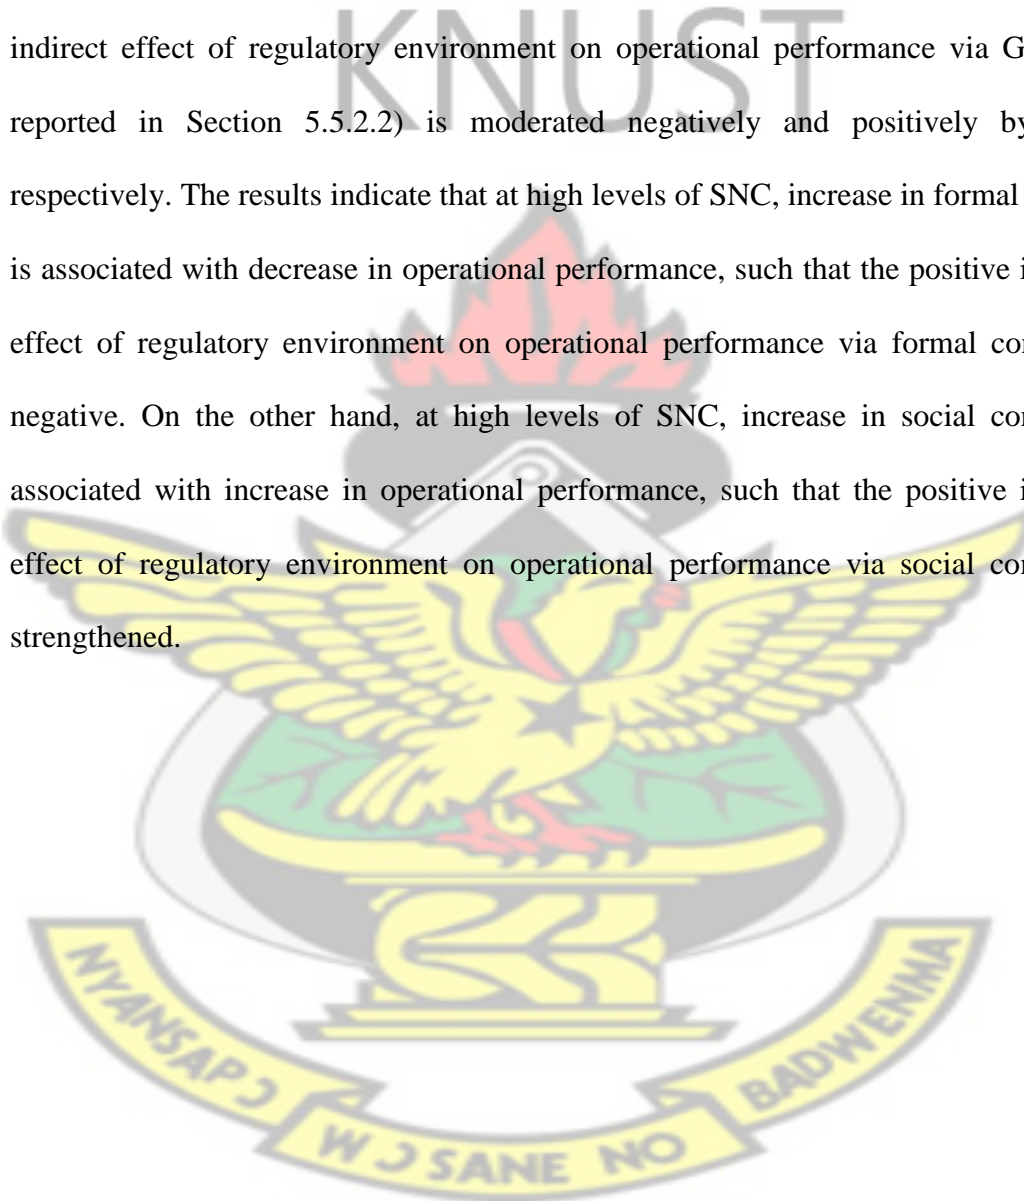 KNUST
indirect effect of regulatory environment on operational performance via G
reported in Section 5.5.2.2) is moderated negatively and positively by
respectively. The results indicate that at high levels of SNC, increase in formal
is associated with decrease in operational performance, such that the positive i
effect of regulatory environment on operational performance via formal co
negative. On the other hand, at high levels of SNC, increase in social co
associated with increase in operational performance, such that the positive i
effect of regulatory environment on operational performance via social co
strengthened.
NYANSAPƆ
WƆSANE NO
BADWENMA